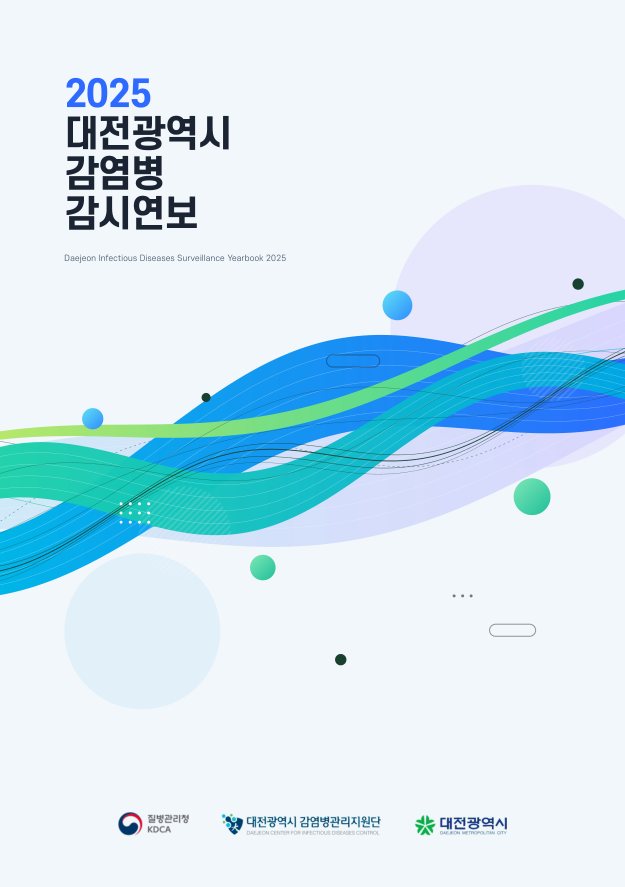 2025
대전광역시
감염병
감시연보
Daejeon Infectious Diseases Surveillance Yearbook 2025
질병관리청
KDCA
대전광역시 감염병관리지원단
DAEJEON CENTER FOR INFECTIOUS DISEASES CONTROL
대전광역시
DAEJEON METROPOLITAN CITY